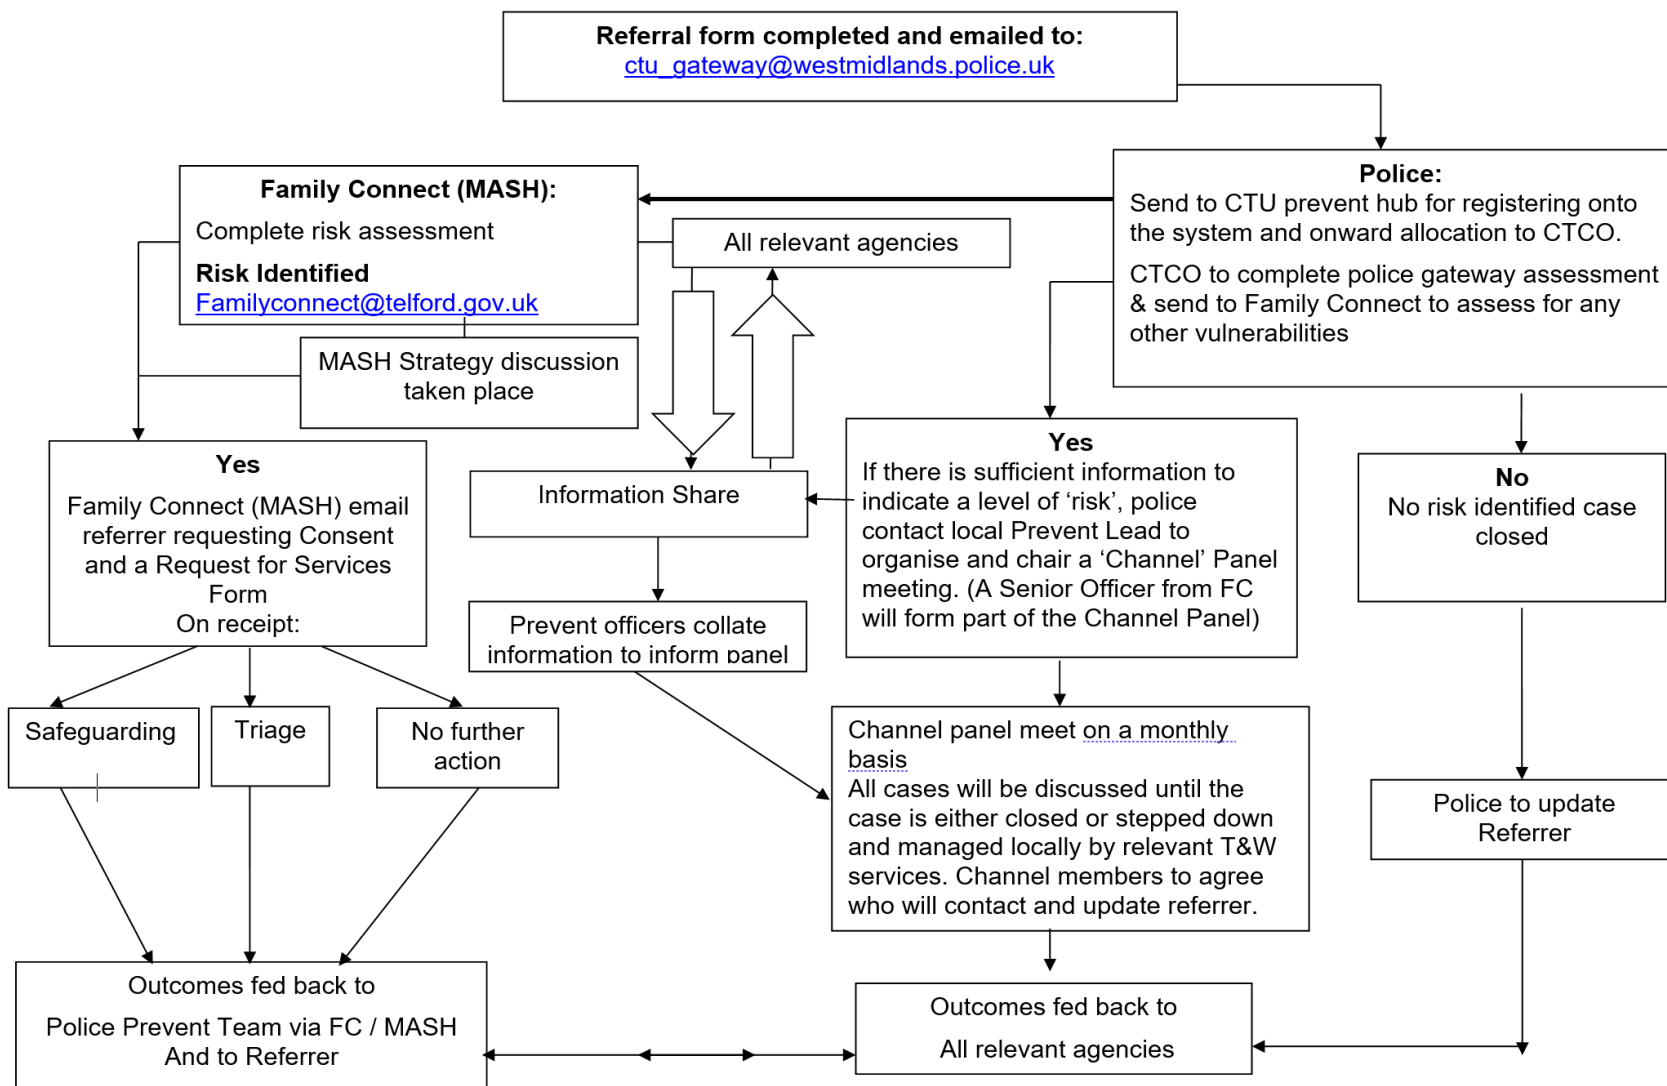 Referral form completed and emailed to:
ctu_gateway@westmidlands.police.uk
Police:
Send to CTU prevent hub for registering onto
the system and onward allocation to CTCO.
CTCO to complete police gateway assessment
& send to Family Connect to assess for any
other vulnerabilities
Family Connect (MASH):
Complete risk assessment
Risk Identified
Familyconnect@telford.gov.uk
All relevant agencies
MASH Strategy discussion
taken place
Yes
Family Connect (MASH) email
referrer requesting Consent
and a Request for Services
Form
On receipt:
Information Share
Yes
If there is sufficient information to
indicate a level of ‘risk’, police
contact local Prevent Lead to
organise and chair a ‘Channel’ Panel
meeting. (A Senior Officer from FC
will form part of the Channel Panel)
No
No risk identified case
closed
Prevent officers collate
information to inform panel
Safeguarding
Triage
No further
action
Channel panel meet on a monthly
basis
All cases will be discussed until the
case is either closed or stepped down
and managed locally by relevant T&W
services. Channel members to agree
who will contact and update referrer.
Police to update
Referrer
Outcomes fed back to
Police Prevent Team via FC / MASH
And to Referrer
Outcomes fed back to
All relevant agencies